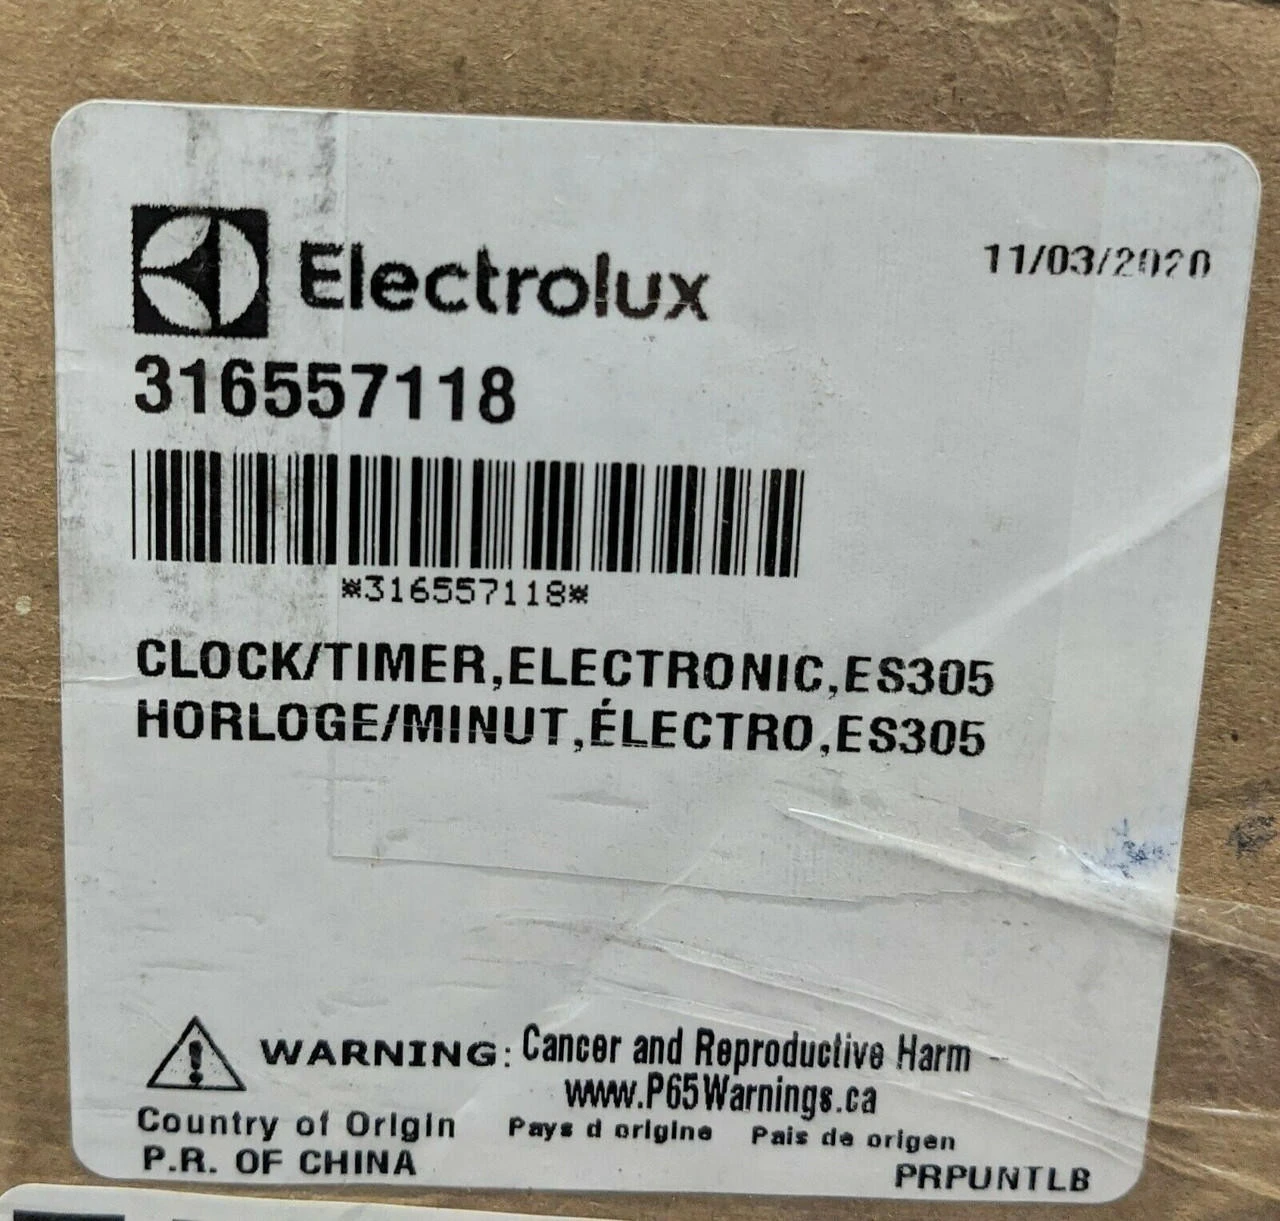 Electrolux
11/03/2020
316557118
*316557118*
CLOCK/TIMER,ELECTRONIC,ES305
HORLOGE/MINUT,ÉLECTRO,ES305
WARNING: Cancer and Reproductive Harm
www.P65Warnings.ca
Country of Origin Pays d origine Pais de origen
P.R. OF CHINA
PRPUNTLB